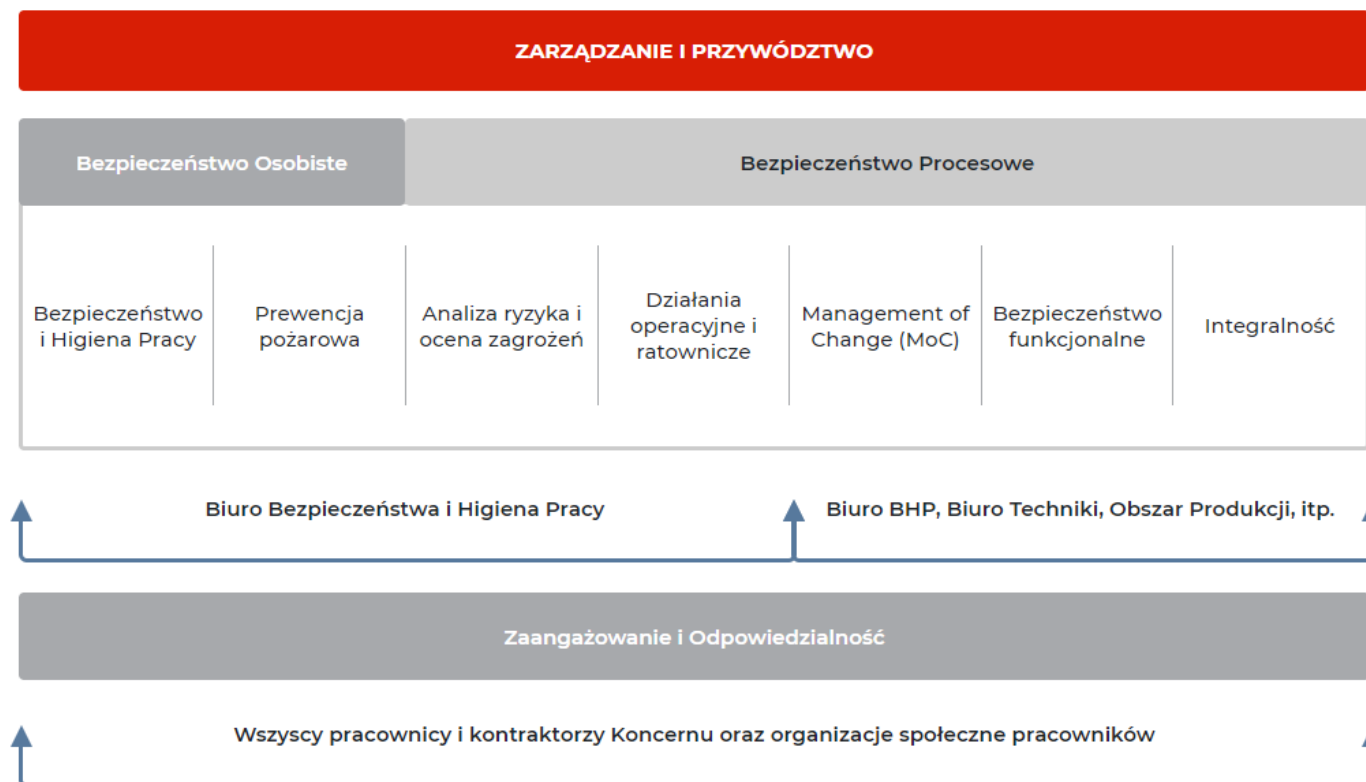 ZARZĄDZANIE I PRZYWÓDZTWO
Bezpieczeństwo Osobiste
Bezpieczeństwo Procesowe
Bezpieczeństwo
i Higiena Pracy
Prewencja
pożarowa
Analiza ryzyka i
ocena zagrożeń
Działania
operacyjne i
ratownicze
Management of
Change (MoC)
Bezpieczeństwo
funkcjonalne
Integralność
Biuro Bezpieczeństwa i Higiena Pracy
Biuro BHP, Biuro Techniki, Obszar Produkcji, itp.
Zaangażowanie i Odpowiedzialność
Wszyscy pracownicy i kontraktorzy Koncernu oraz organizacje społeczne pracowników